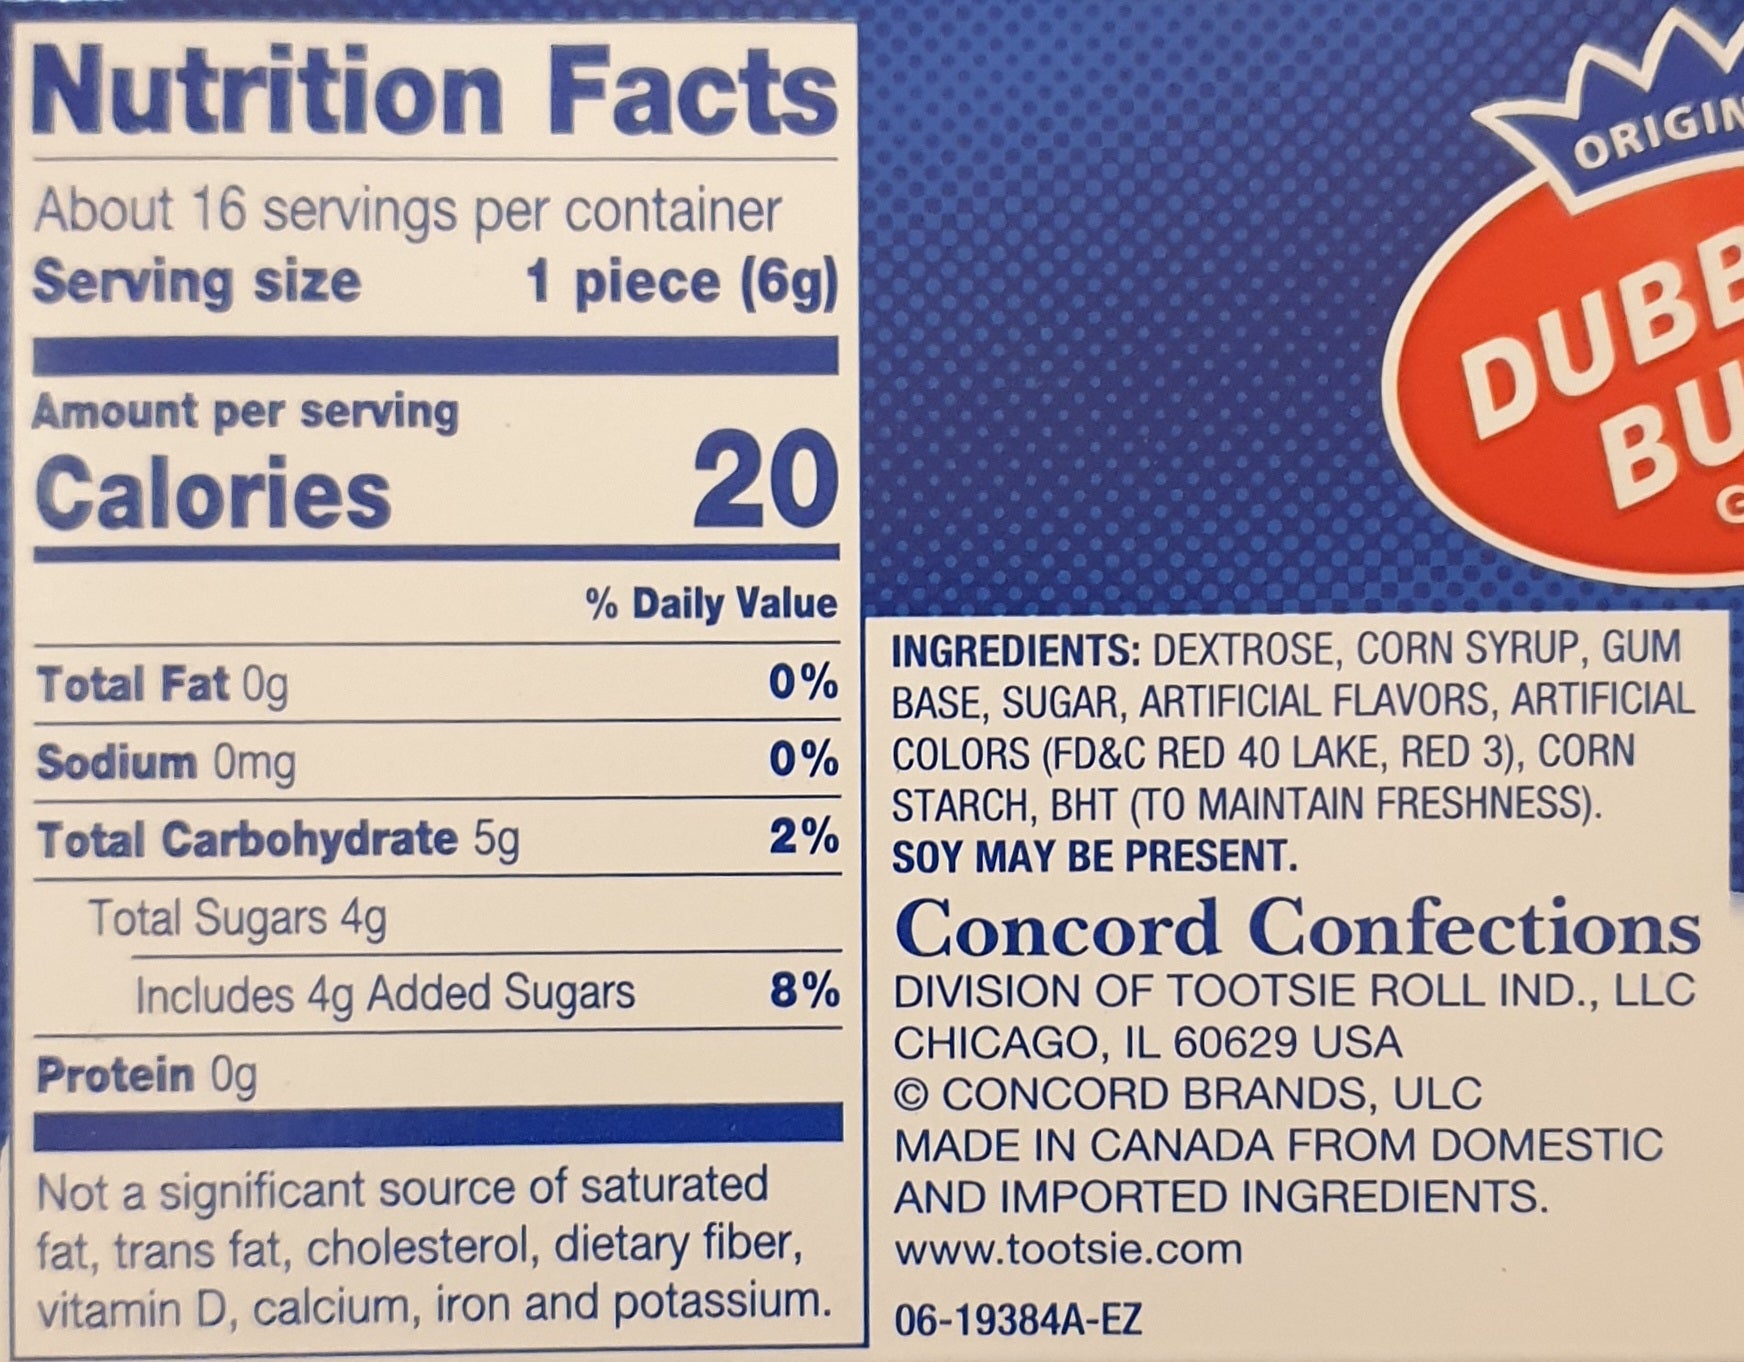 Nutrition Facts
About 16 servings per container
Serving size 1 piece (6g)
Amount per serving
Calories 20
% Daily Value
Total Fat 0g 0%
Sodium 0mg 0%
Total Carbohydrate 5g 2%
Total Sugars 4g
Includes 4g Added Sugars 8%
Protein 0g
Not a significant source of saturated
fat, trans fat, cholesterol, dietary fiber,
vitamin D, calcium, iron and potassium.
INGREDIENTS: DEXTROSE, CORN SYRUP, GUM
BASE, SUGAR, ARTIFICIAL FLAVORS, ARTIFICIAL
COLORS (FD&C RED 40 LAKE, RED 3), CORN
STARCH, BHT (TO MAINTAIN FRESHNESS).
SOY MAY BE PRESENT.
Concord Confections
DIVISION OF TOOTSIE ROLL IND., LLC
CHICAGO, IL 60629 USA
© CONCORD BRANDS, ULC
MADE IN CANADA FROM DOMESTIC
AND IMPORTED INGREDIENTS.
www.tootsie.com
06-19384A-EZ